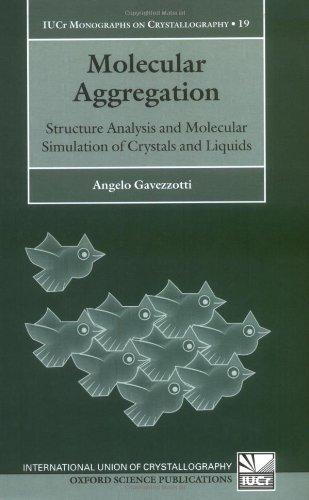 IUCr Monographs on Crystallography • 19
Molecular
Aggregation
Structure Analysis and Molecular
Simulation of Crystals and Liquids
Angelo Gavezzotti
INTERNATIONAL UNION OF CRYSTALLOGRAPHY
OXFORD SCIENCE PUBLICATIONS
IUCr